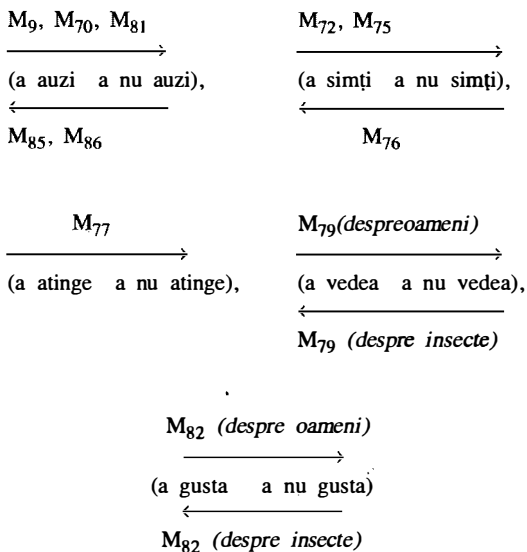 M₉, M₇₀, M₈₁
(a auzi a nu auzi),
M₈₅, M₈₆
M₇₂, M₇₅
(a simți a nu simți),
M₇₆
M₇₇
(a atinge a nu atinge),
M₇₉(despreoameni)
(a vedea a nu vedea),
M₇₉ (despre insecte)
M₈₂ (despre oameni)
(a gusta a nu gusta)
M₈₂ (despre insecte)